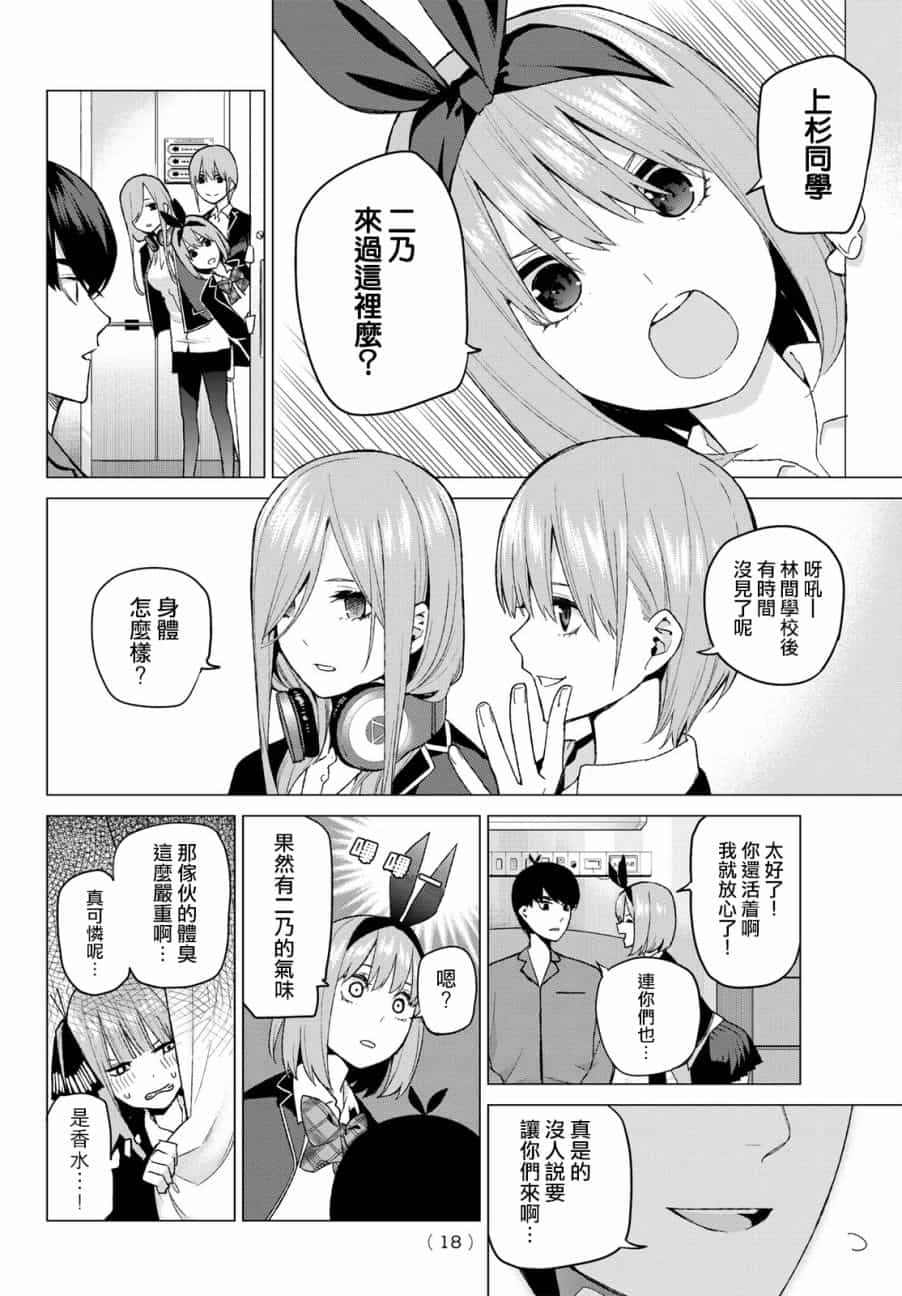 上杉同學
二乃
來過這裡麼？
呀吼—
林間學校後
有時間
沒見了呢
身體
怎麼樣？
太好了！
你還活着啊
我就放心了！
連你們也…
真是的
沒人説要
讓你們來啊…
嗶
嗶—
嗯？
果然有二乃的氣味
那傢伙的體臭
這麼嚴重啊…
真可憐呢…
是香水…！
（18）